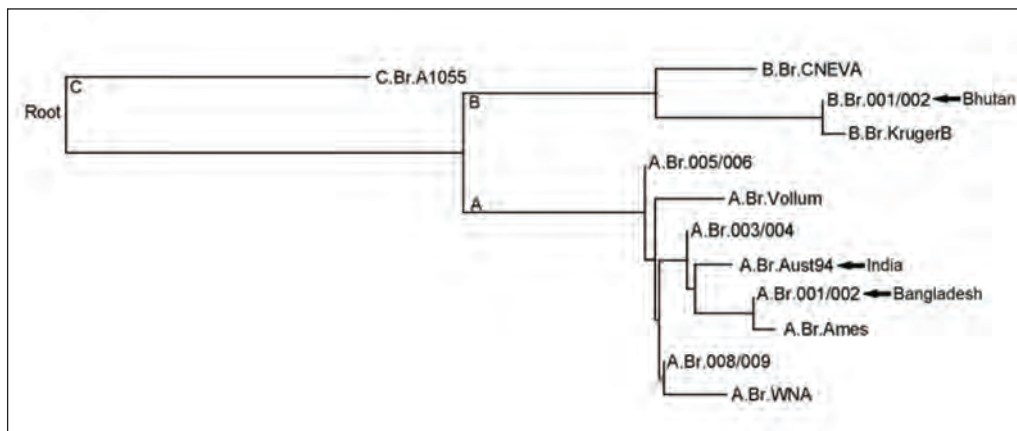 C
C.Br.A1055
Root
B
B.Br.CNEVA
B.Br.001/002 Bhutan
B.Br.KrugerB
A.Br.005/006
A
A.Br.Vollum
A.Br.003/004
A.Br.Aust94 India
A.Br.001/002 Bangladesh
A.Br.Ames
A.Br.008/009
A.Br.WNA